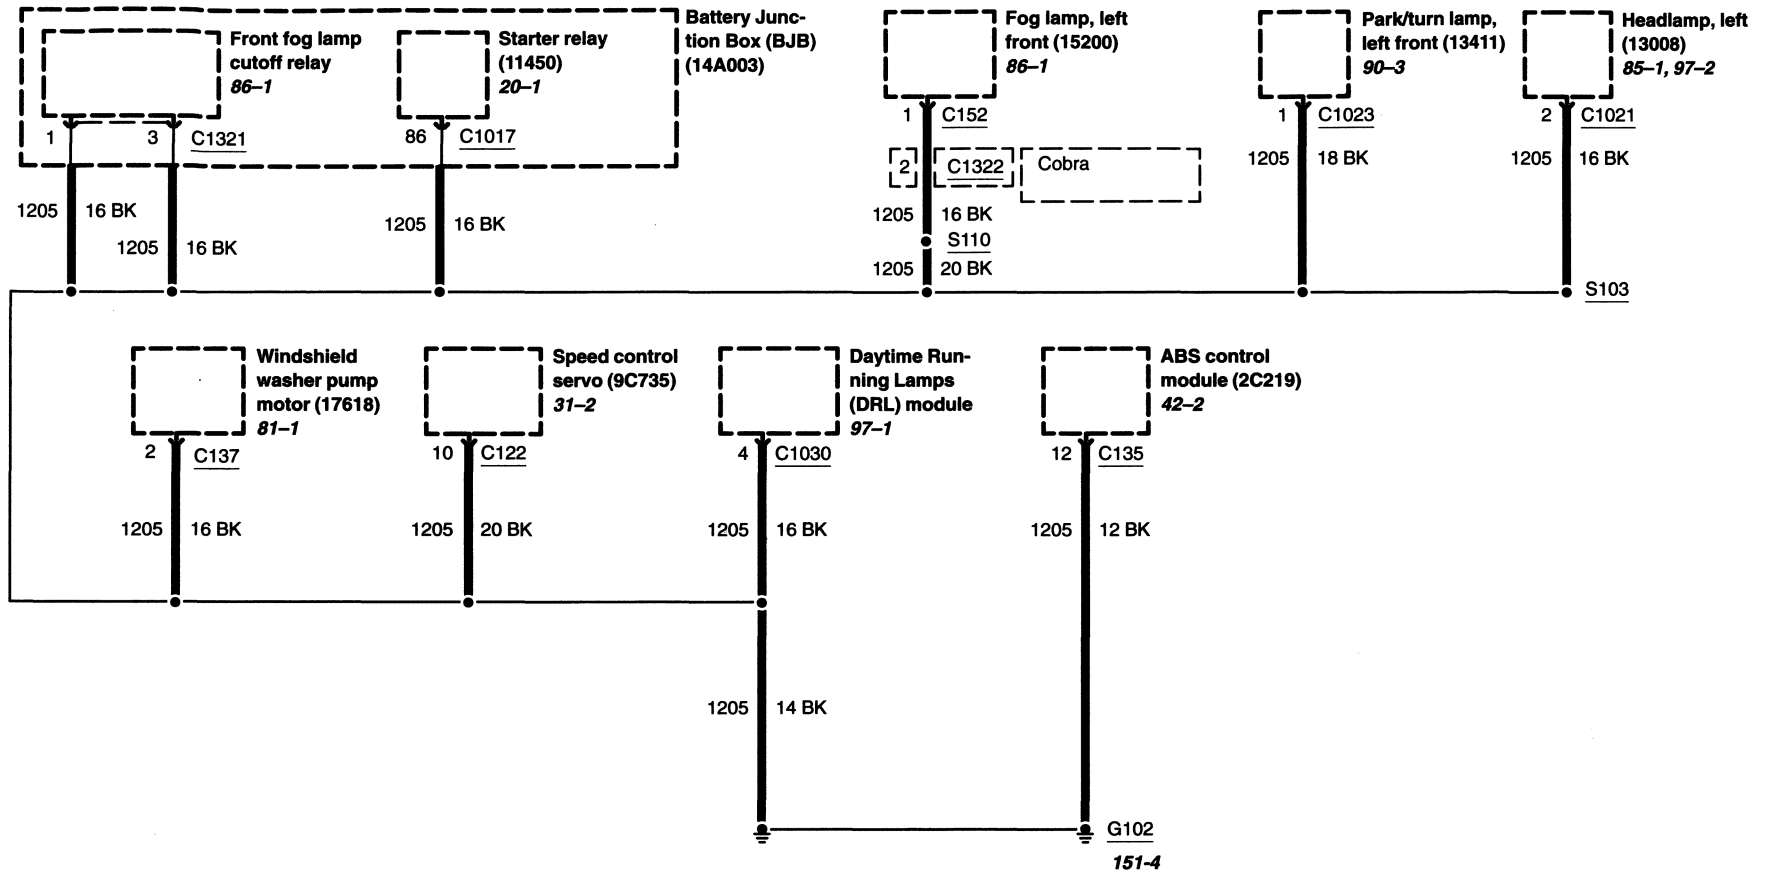 Front fog lamp
cutoff relay
86–1
Starter relay
(11450)
20–1
Battery Junc-
tion Box (BJB)
(14A003)
Fog lamp, left
front (15200)
86–1
Park/turn lamp,
left front (13411)
90–3
Headlamp, left
(13008)
85–1, 97–2
1 3 C1321
86 C1017
1 C152
1 C1023
2 C1021
2 C1322 Cobra
1205 18 BK
1205 16 BK
1205 16 BK
1205 16 BK
1205 16 BK
1205 16 BK
S110
1205 20 BK
S103
Windshield
washer pump
motor (17618)
81–1
Speed control
servo (9C735)
31–2
Daytime Run-
ning Lamps
(DRL) module
97–1
ABS control
module (2C219)
42–2
2 C137
10 C122
4 C1030
12 C135
1205 16 BK
1205 20 BK
1205 16 BK
1205 12 BK
1205 14 BK
G102
151-4